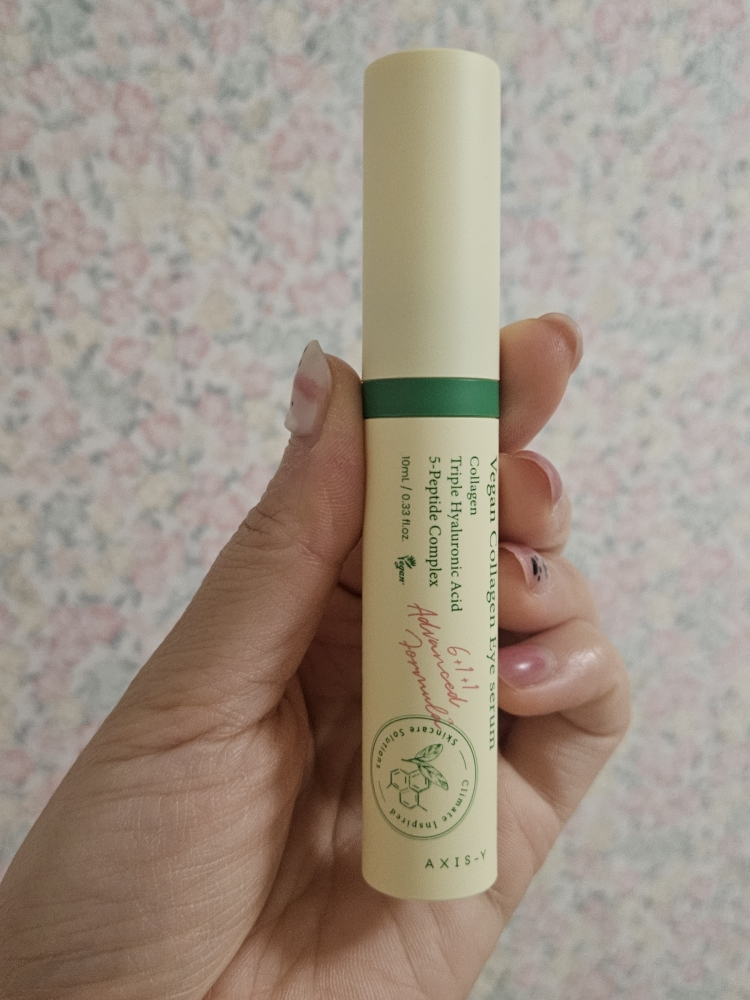 Vegan Collagen Eye serum
Collagen
Triple Hyaluronic Acid
5-Peptide Complex
10mL / 0.33 fl.oz.
Vegan
6+1+1
Advanced
Formula
Climate Inspired
Skincare Solutions
AXIS-Y